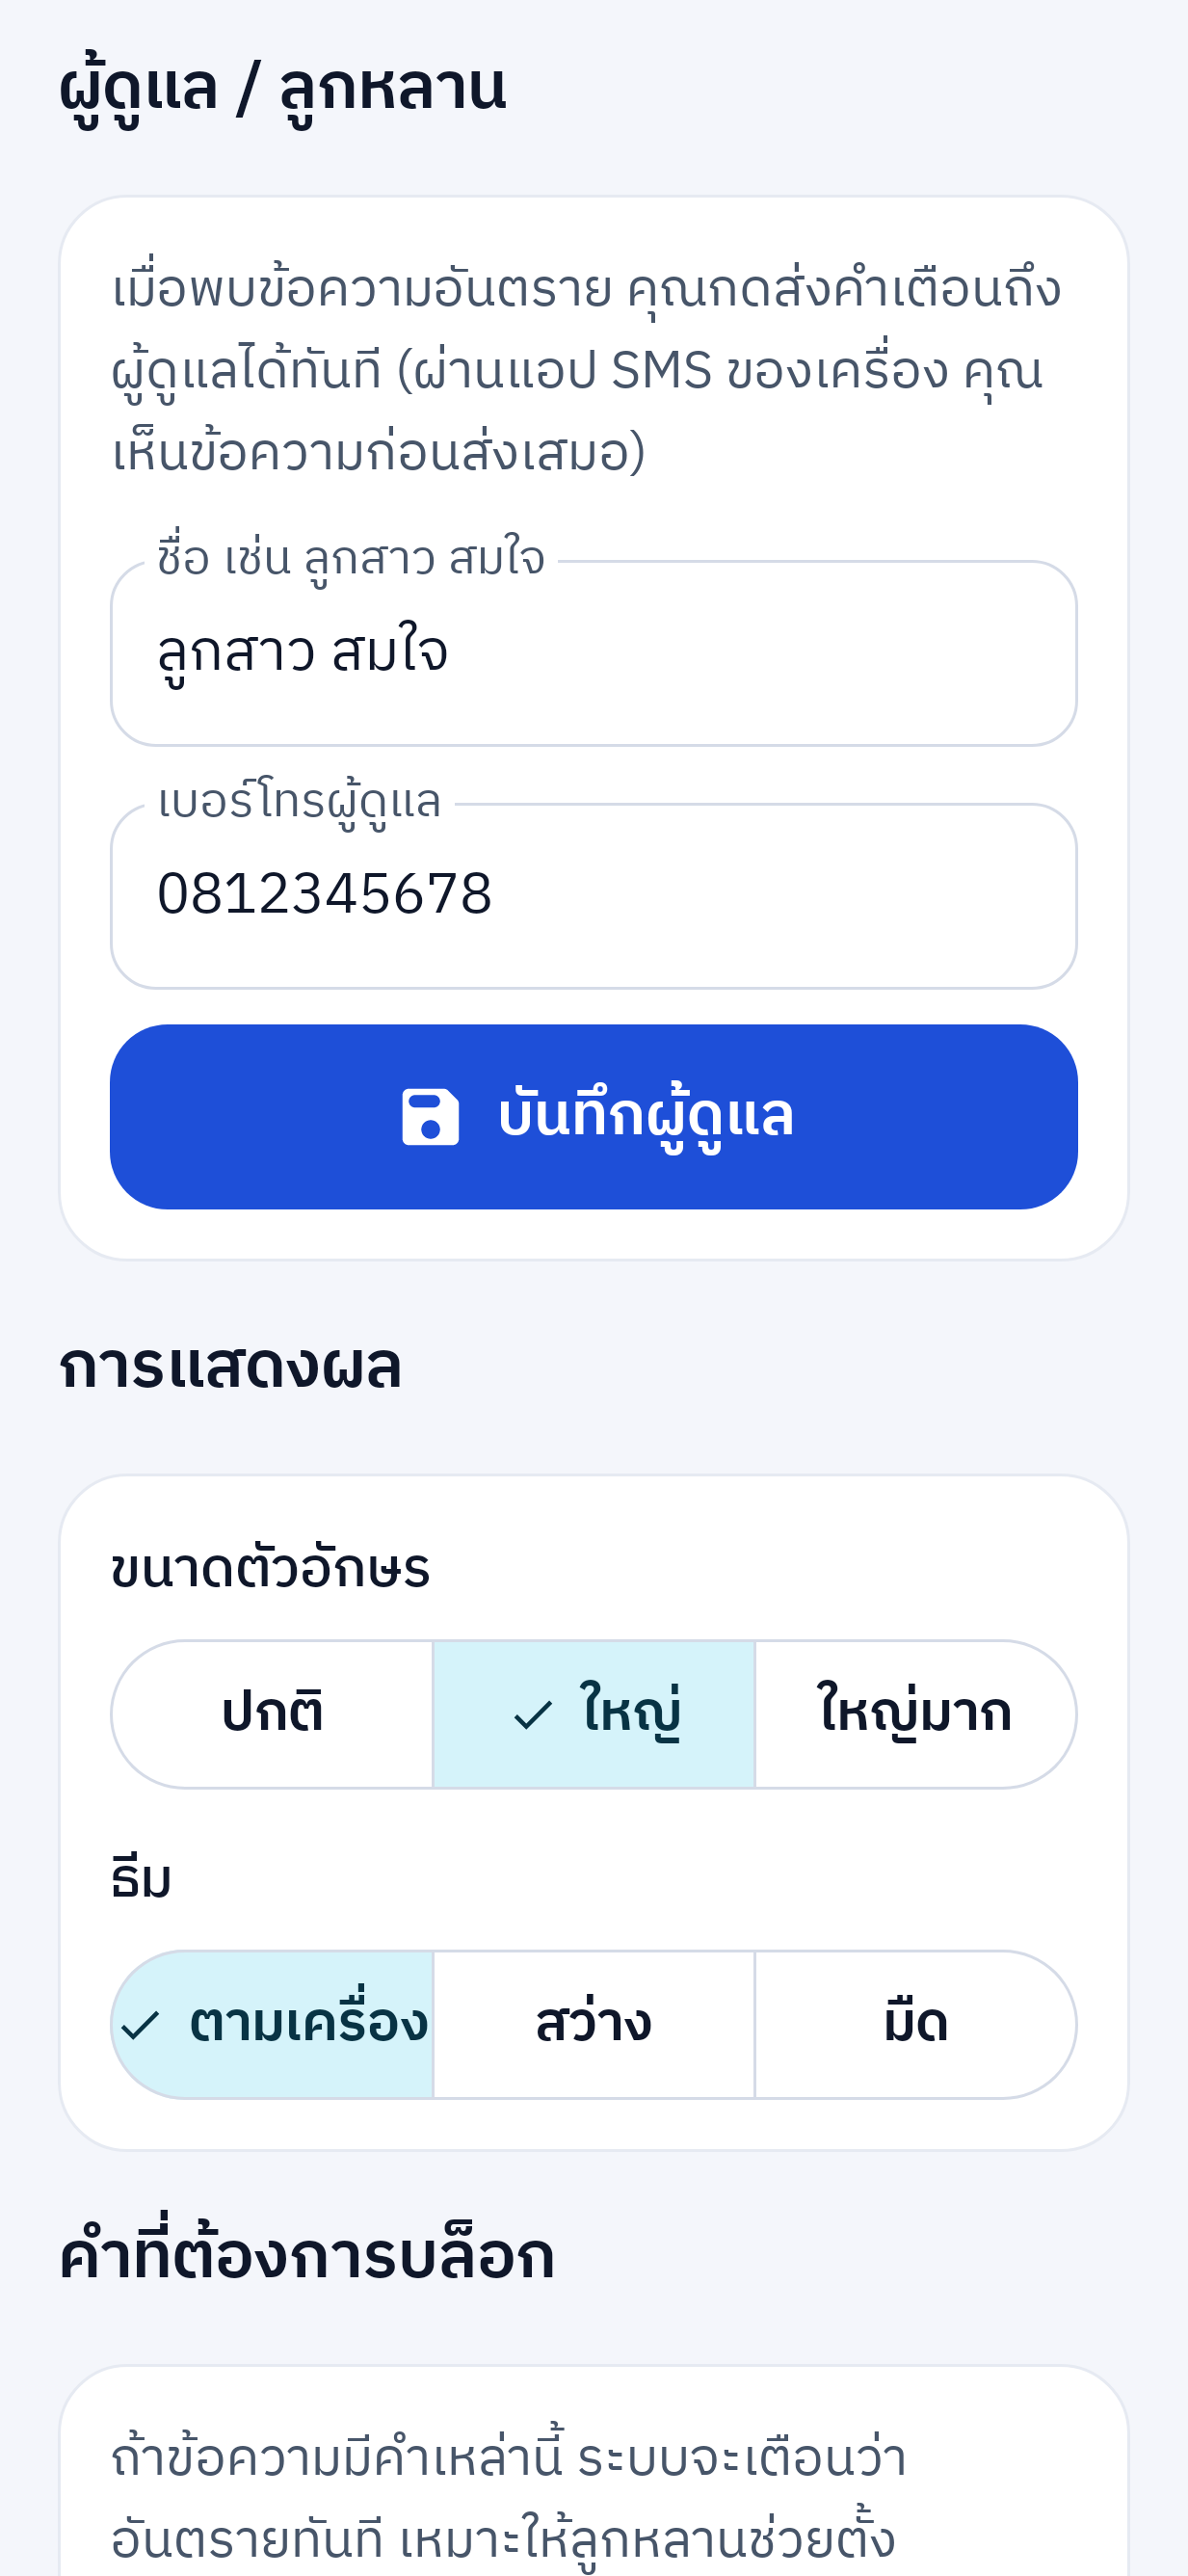 ผู้ดูแล / ลูกหลาน
เมื่อพบข้อความอันตราย คุณกดส่งคำเตือนถึง
ผู้ดูแลได้ทันที (ผ่านแอป SMS ของเครื่อง คุณ
เห็นข้อความก่อนส่งเสมอ)
ชื่อ เช่น ลูกสาว สมใจ
ลูกสาว สมใจ
เบอร์โทรผู้ดูแล
0812345678
บันทึกผู้ดูแล
การแสดงผล
ขนาดตัวอักษร
ปกติ ใหญ่ ใหญ่มาก
ธีม
ตามเครื่อง สว่าง มืด
คำที่ต้องการบล็อก
ถ้าข้อความมีคำเหล่านี้ ระบบจะเตือนว่า
อันตรายทันที เหมาะให้ลูกหลานช่วยตั้ง